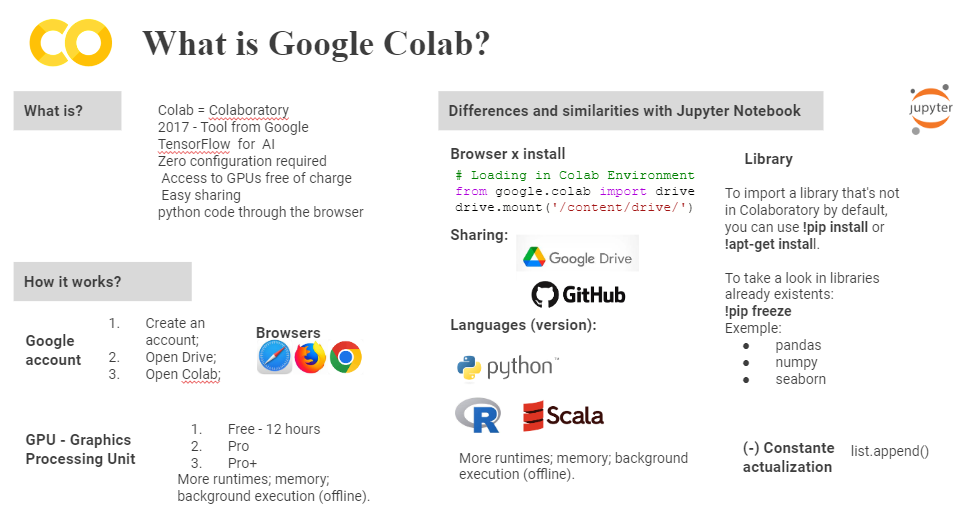 CO
What is Google Colab?
What is?
Colab = Colaboratory
2017 - Tool from Google
TensorFlow for AI
Zero configuration required
Access to GPUs free of charge
Easy sharing
python code through the browser
How it works?
Google
account
1. Create an
account;
2. Open Drive;
3. Open Colab;
Browsers
GPU - Graphics
Processing Unit
1. Free - 12 hours
2. Pro
3. Pro+
More runtimes; memory;
background execution (offline).
Differences and similarities with Jupyter Notebook
jupyter
Browser x install
# Loading in Colab Environment
from google.colab import drive
drive.mount('/content/drive/')
Sharing:
Google Drive
GitHub
Languages (version):
python™
R
Scala
More runtimes; memory; background
execution (offline).
Library
To import a library that's not
in Colaboratory by default,
you can use !pip install or
!apt-get install.
To take a look in libraries
already existents:
!pip freeze
Exemple:
● pandas
● numpy
● seaborn
(-) Constante
actualization
list.append()